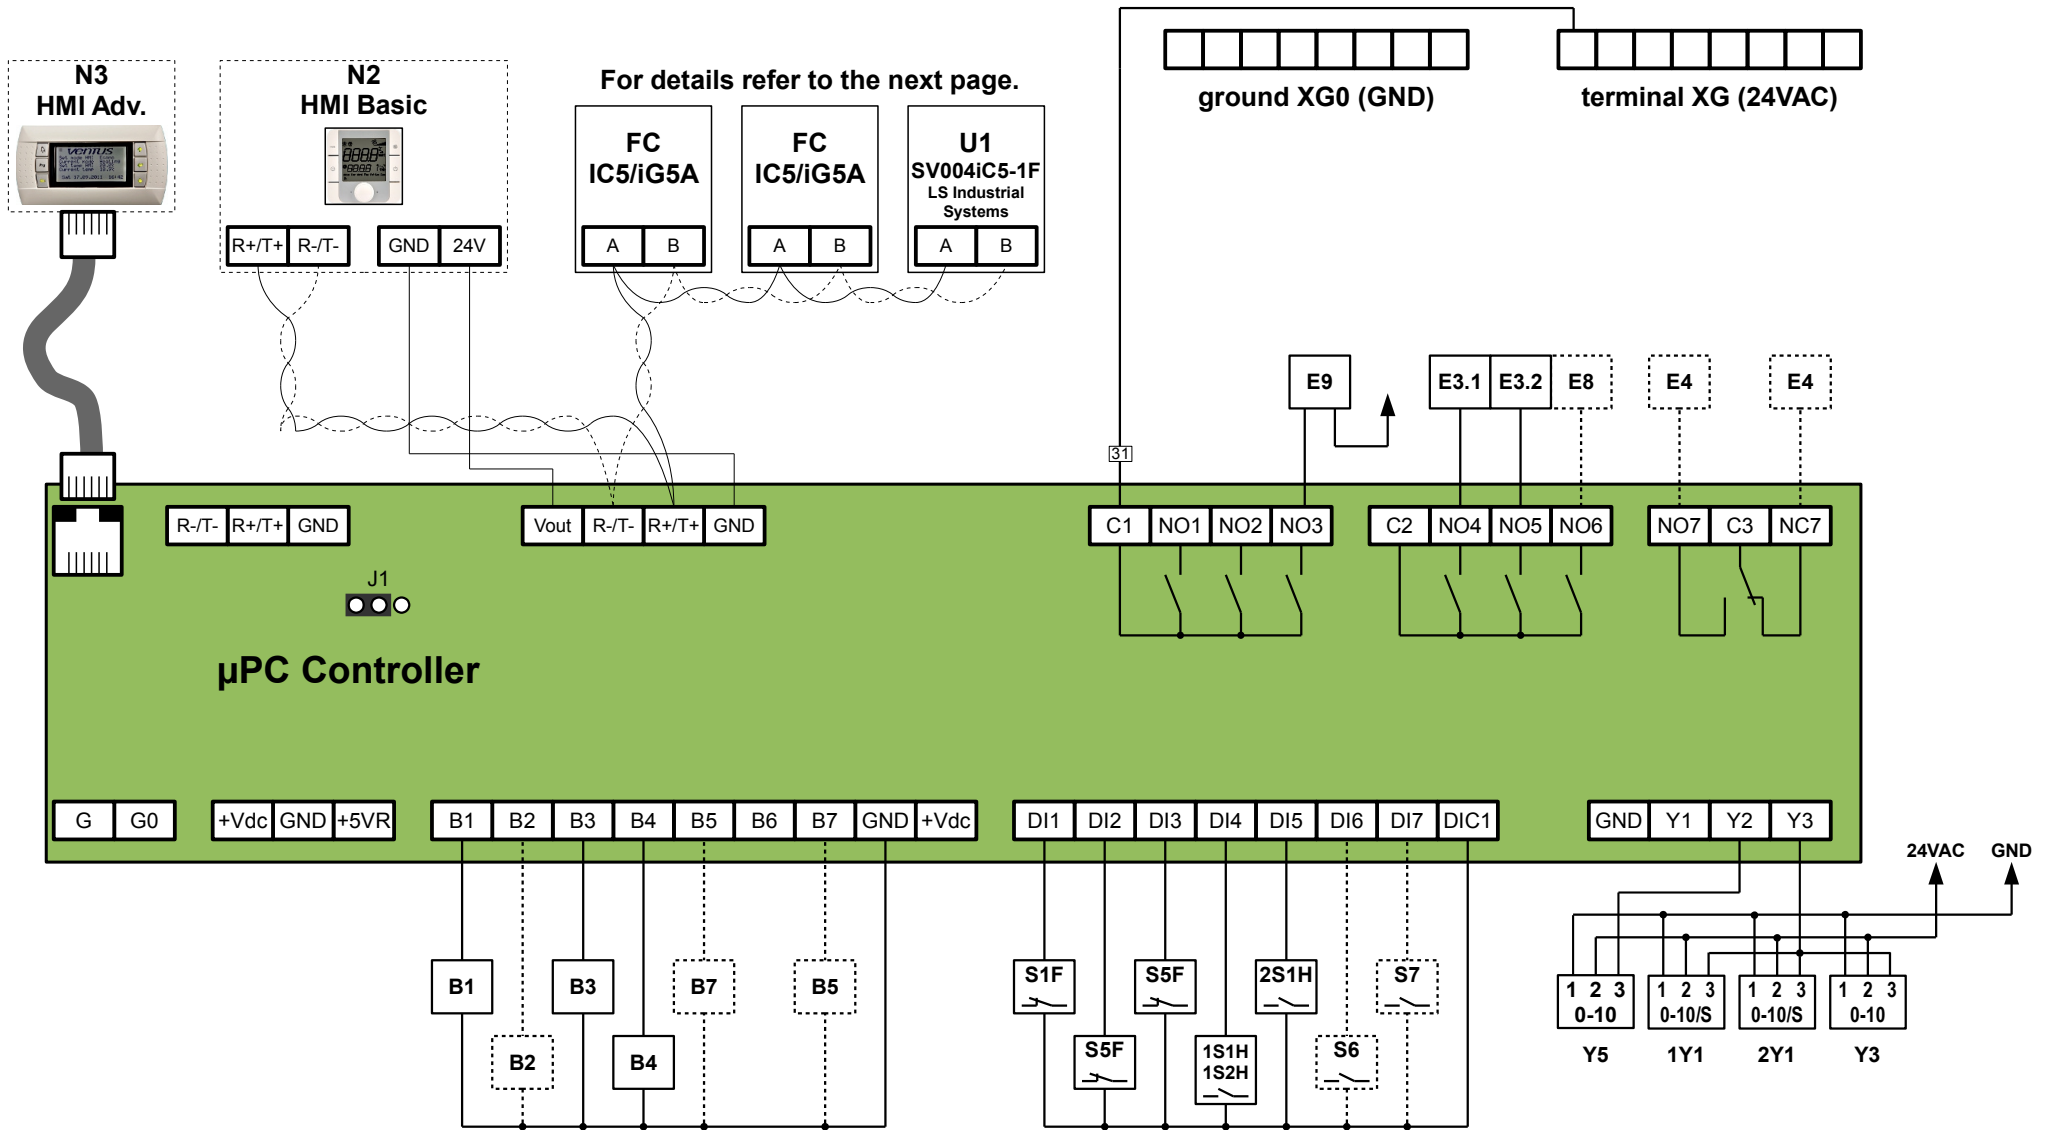 N3
HMI Adv.
ventus
N2
HMI Basic
R+/T+ R-/T- GND 24V
For details refer to the next page.
FC
IC5/iG5A
A B
FC
IC5/iG5A
A B
U1
SV004iC5-1F
LS Industrial
Systems
A B
ground XG0 (GND)
terminal XG (24VAC)
31
E9
E3.1 E3.2 E8
E4 E4
R-/T- R+/T+ GND
Vout R-/T- R+/T+ GND
C1 NO1 NO2 NO3
C2 NO4 NO5 NO6
NO7 C3 NC7
J1
µPC Controller
G G0
+Vdc GND +5VR
B1 B2 B3 B4 B5 B6 B7 GND +Vdc
DI1 DI2 DI3 DI4 DI5 DI6 DI7 DIC1
GND Y1 Y2 Y3
24VAC GND
B1 B3 B7 B5
B2 B4
S1F S5F 2S1H S7
S5F
1S1H
1S2H
S6
1 2 3
0-10
Y5
1 2 3
0-10/S
1Y1
1 2 3
0-10/S
2Y1
1 2 3
0-10
Y3